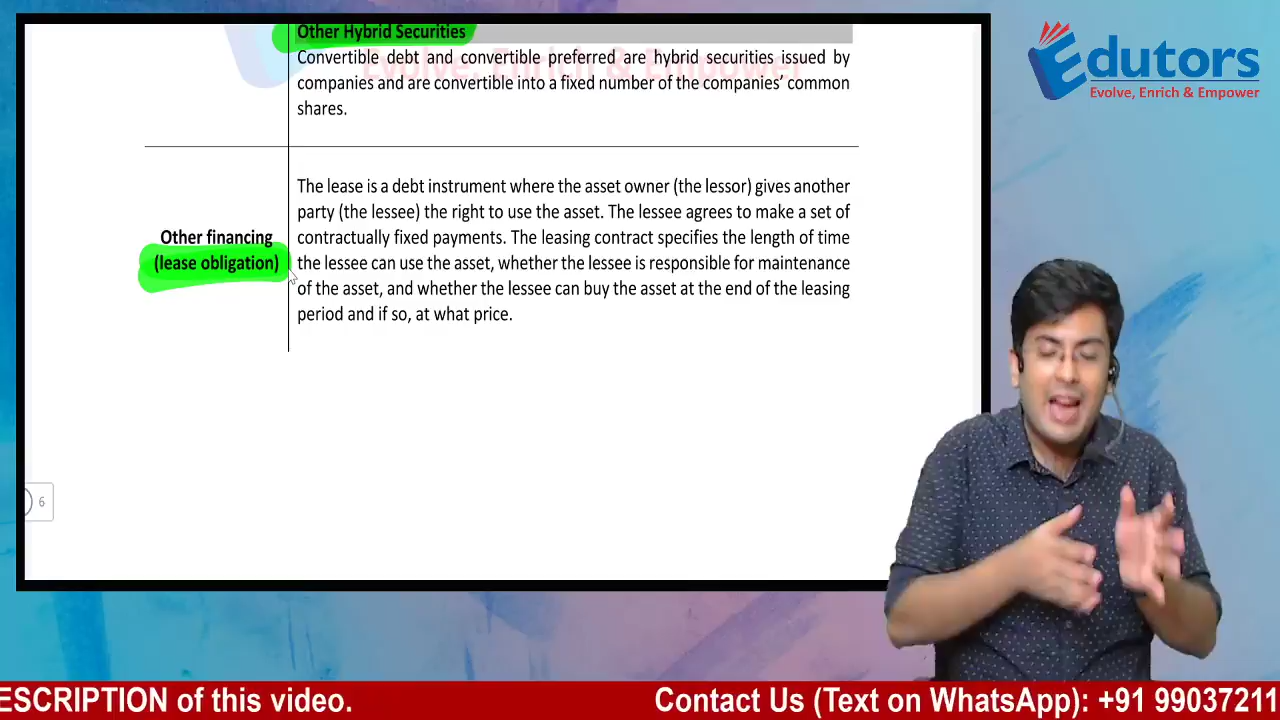 Other Hybrid Securities
Convertible debt and convertible preferred are hybrid securities issued by
companies and are convertible into a fixed number of the companies' common
shares.
Evolve, Enrich & Empower
Other financing
(lease obligation)
The lease is a debt instrument where the asset owner (the lessor) gives another
party (the lessee) the right to use the asset. The lessee agrees to make a set of
contractually fixed payments. The leasing contract specifies the length of time
the lessee can use the asset, whether the lessee is responsible for maintenance
of the asset, and whether the lessee can buy the asset at the end of the leasing
period and if so, at what price.
6
Edutors
Evolve, Enrich & Empower
ESCRIPTION of this video.
Contact Us (Text on WhatsApp): +91 99037211